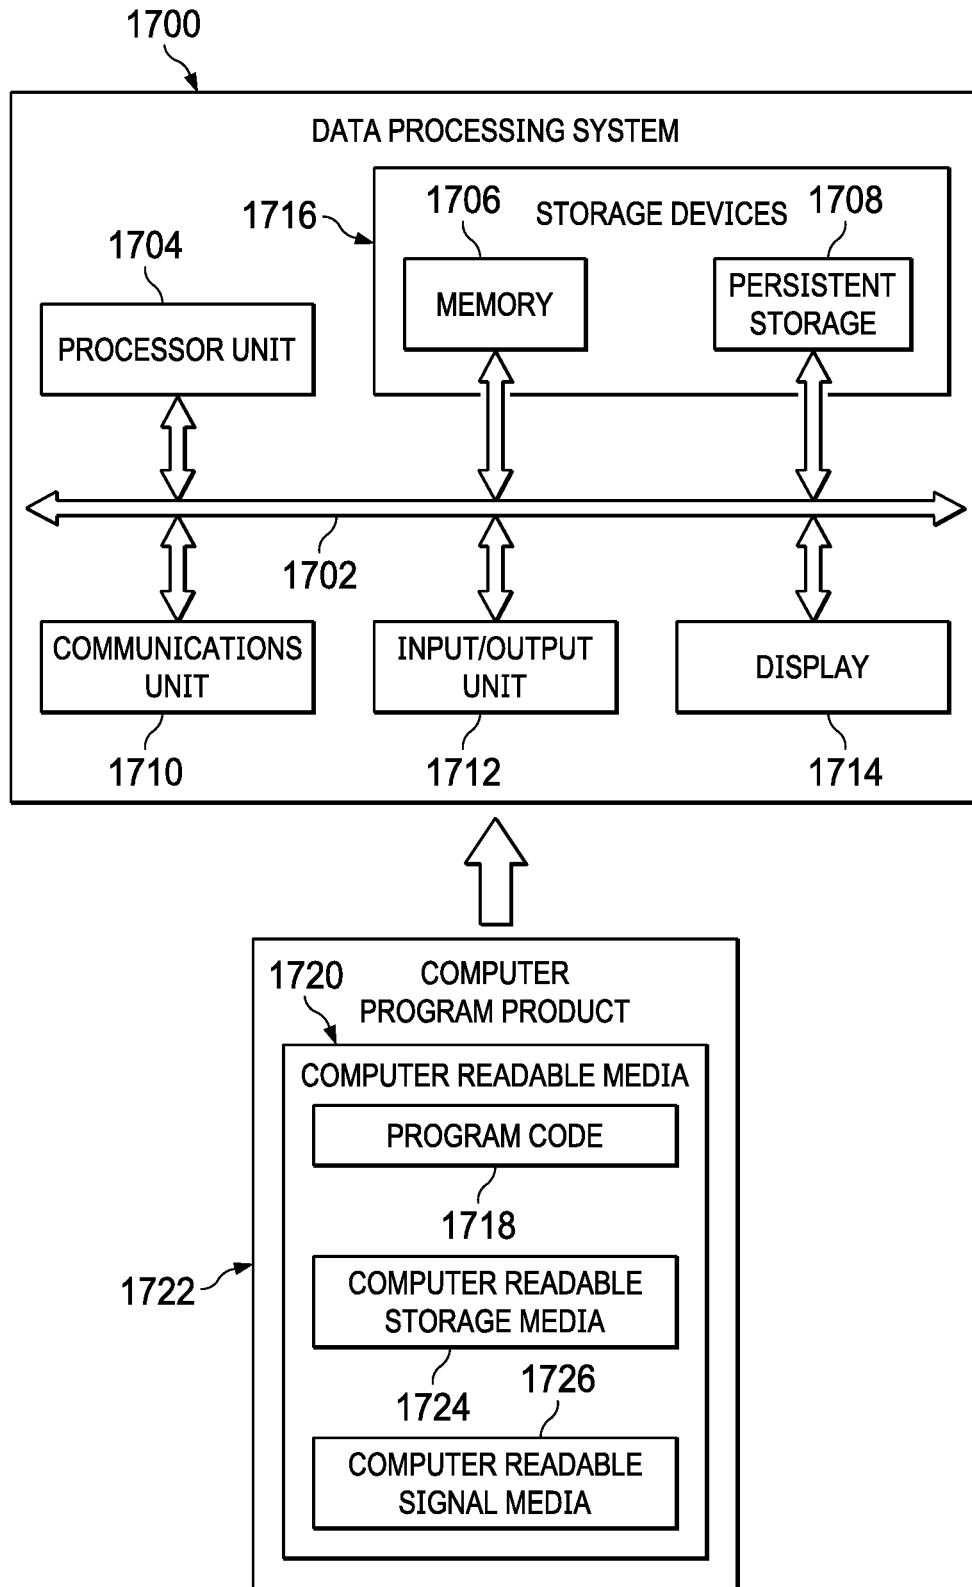 1700
DATA PROCESSING SYSTEM
1716
1706
STORAGE DEVICES
1708
1704
MEMORY
PERSISTENT
STORAGE
PROCESSOR UNIT
1702
COMMUNICATIONS
UNIT
INPUT/OUTPUT
UNIT
DISPLAY
1710
1712
1714
1720
COMPUTER
PROGRAM PRODUCT
COMPUTER READABLE MEDIA
PROGRAM CODE
1718
1722
COMPUTER READABLE
STORAGE MEDIA
1724
1726
COMPUTER READABLE
SIGNAL MEDIA